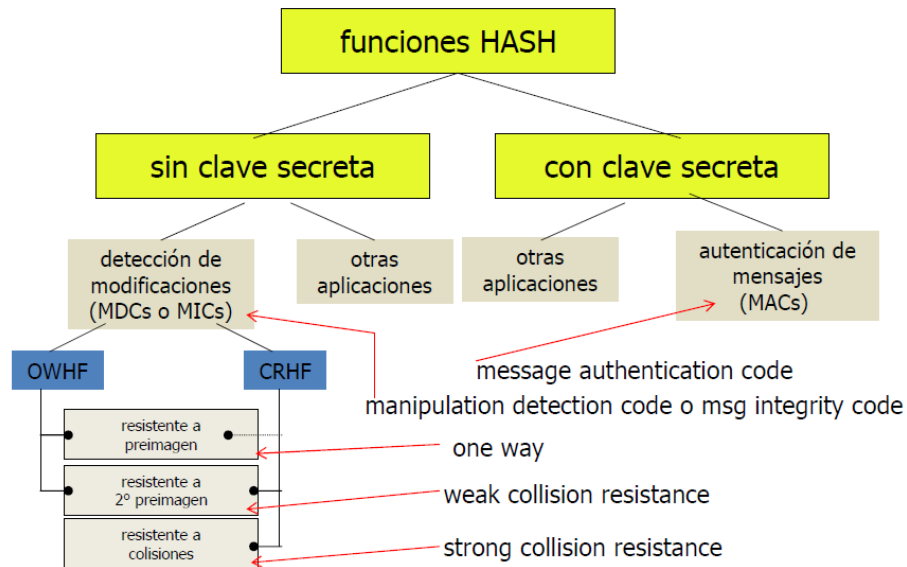 funciones HASH
sin clave secreta
con clave secreta
detección de
modificaciones
(MDCs o MICs)
otras
aplicaciones
otras
aplicaciones
autenticación de
mensajes
(MACs)
OWHF
CRHF
message authentication code
manipulation detection code o msg integrity code
resistente a
preimagen
one way
resistente a
2º preimagen
weak collision resistance
resistente a
colisiones
strong collision resistance